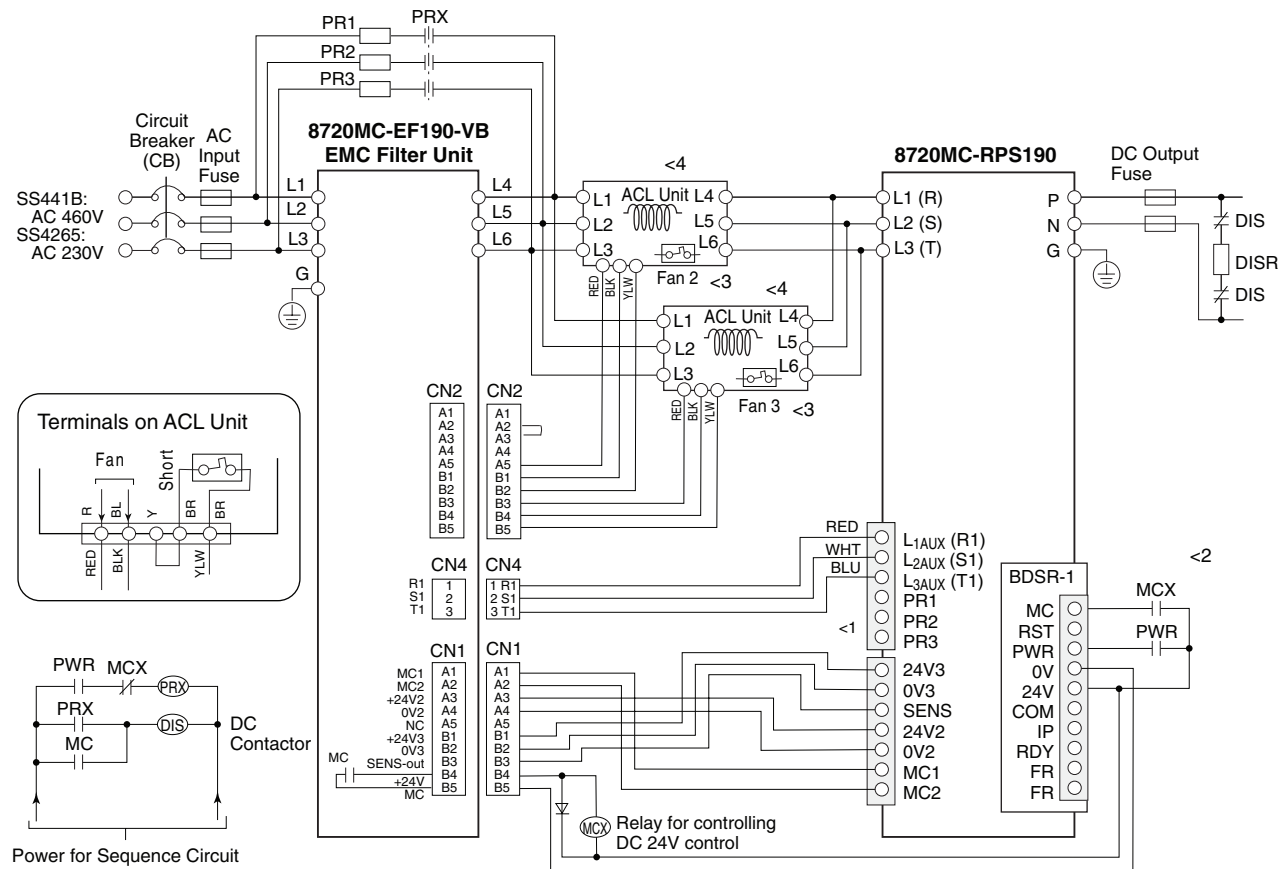 PR1
PRX
PR2
PR3
Circuit
Breaker
(CB)
AC
Input
Fuse
8720MC-EF190-VB
EMC Filter Unit
SS441B:
AC 460V
SS4265:
AC 230V
L1
L2
L3
G
L4
L5
L6
<4
L1 ACL Unit L4
L2 L5
L3 L6
Fan 2 <3
RED
BLK
YLW
<4
L1 ACL Unit L4
L2 L5
L3 L6
Fan 3 <3
RED
BLK
YLW
8720MC-RPS190
L1 (R)
L2 (S)
L3 (T)
P
N
G
DC Output
Fuse
DIS
DISR
DIS
Terminals on ACL Unit
Fan
Short
R
BL
Y
BR
BR
RED
BLK
YLW
CN2
A1
A2
A3
A4
A5
B1
B2
B3
B4
B5
CN2
A1
A2
A3
A4
A5
B1
B2
B3
B4
B5
CN4
R1 1
S1 2
T1 3
CN4
1 R1
2 S1
3 T1
RED
WHT
BLU
L1AUX (R1)
L2AUX (S1)
L3AUX (T1)
PR1
PR2
PR3
<1
CN1
MC1 A1
MC2 A2
+24V2 A3
0V2 A4
NC A5
+24V3 B1
0V3 B2
SENS-out B3
+24V B4
MC B5
MC
CN1
A1
A2
A3
A4
A5
B1
B2
B3
B4
B5
24V3
0V3
SENS
24V2
0V2
MC1
MC2
BDSR-1
MC
RST
PWR
0V
24V
COM
IP
RDY
FR
FR
<2
MCX
PWR
MCX
Relay for controlling
DC 24V control
PWR
MCX
PRX
PRX
DIS
MC
DC
Contactor
Power for Sequence Circuit